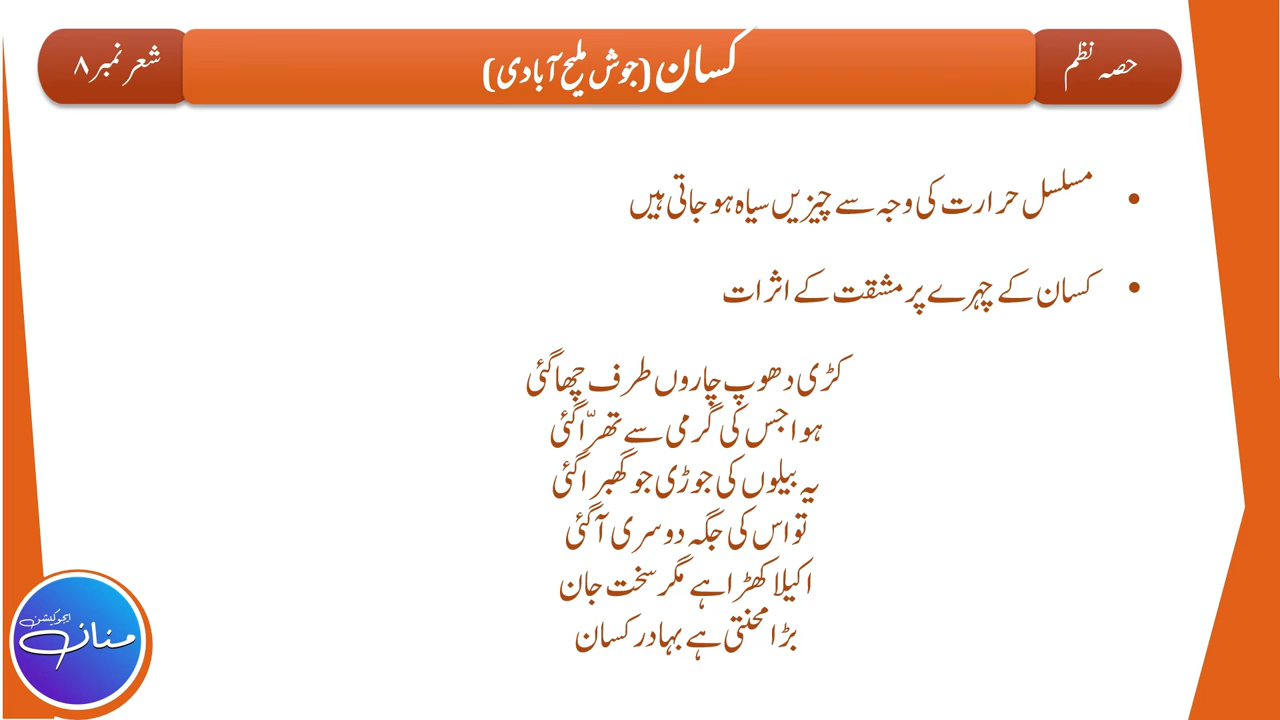 حصہ نظم
کسان (جوش ملیح آبادی)
شعر نمبر ۸
• مسلسل حرارت کی وجہ سے چیزیں سیاہ ہو جاتی ہیں
• کسان کے چہرے پر مشقت کے اثرات
کڑی دھوپ چاروں طرف چھا گئی
ہوا جس کی گرمی سے تھرّا گئی
یہ بیلوں کی جوڑی جو گھبرا گئی
تو اس کی جگہ دوسری آ گئی
اکیلا کھڑا ہے مگر سخت جان
بڑا محنتی ہے بہادر کسان
منان
ایجوکیشن